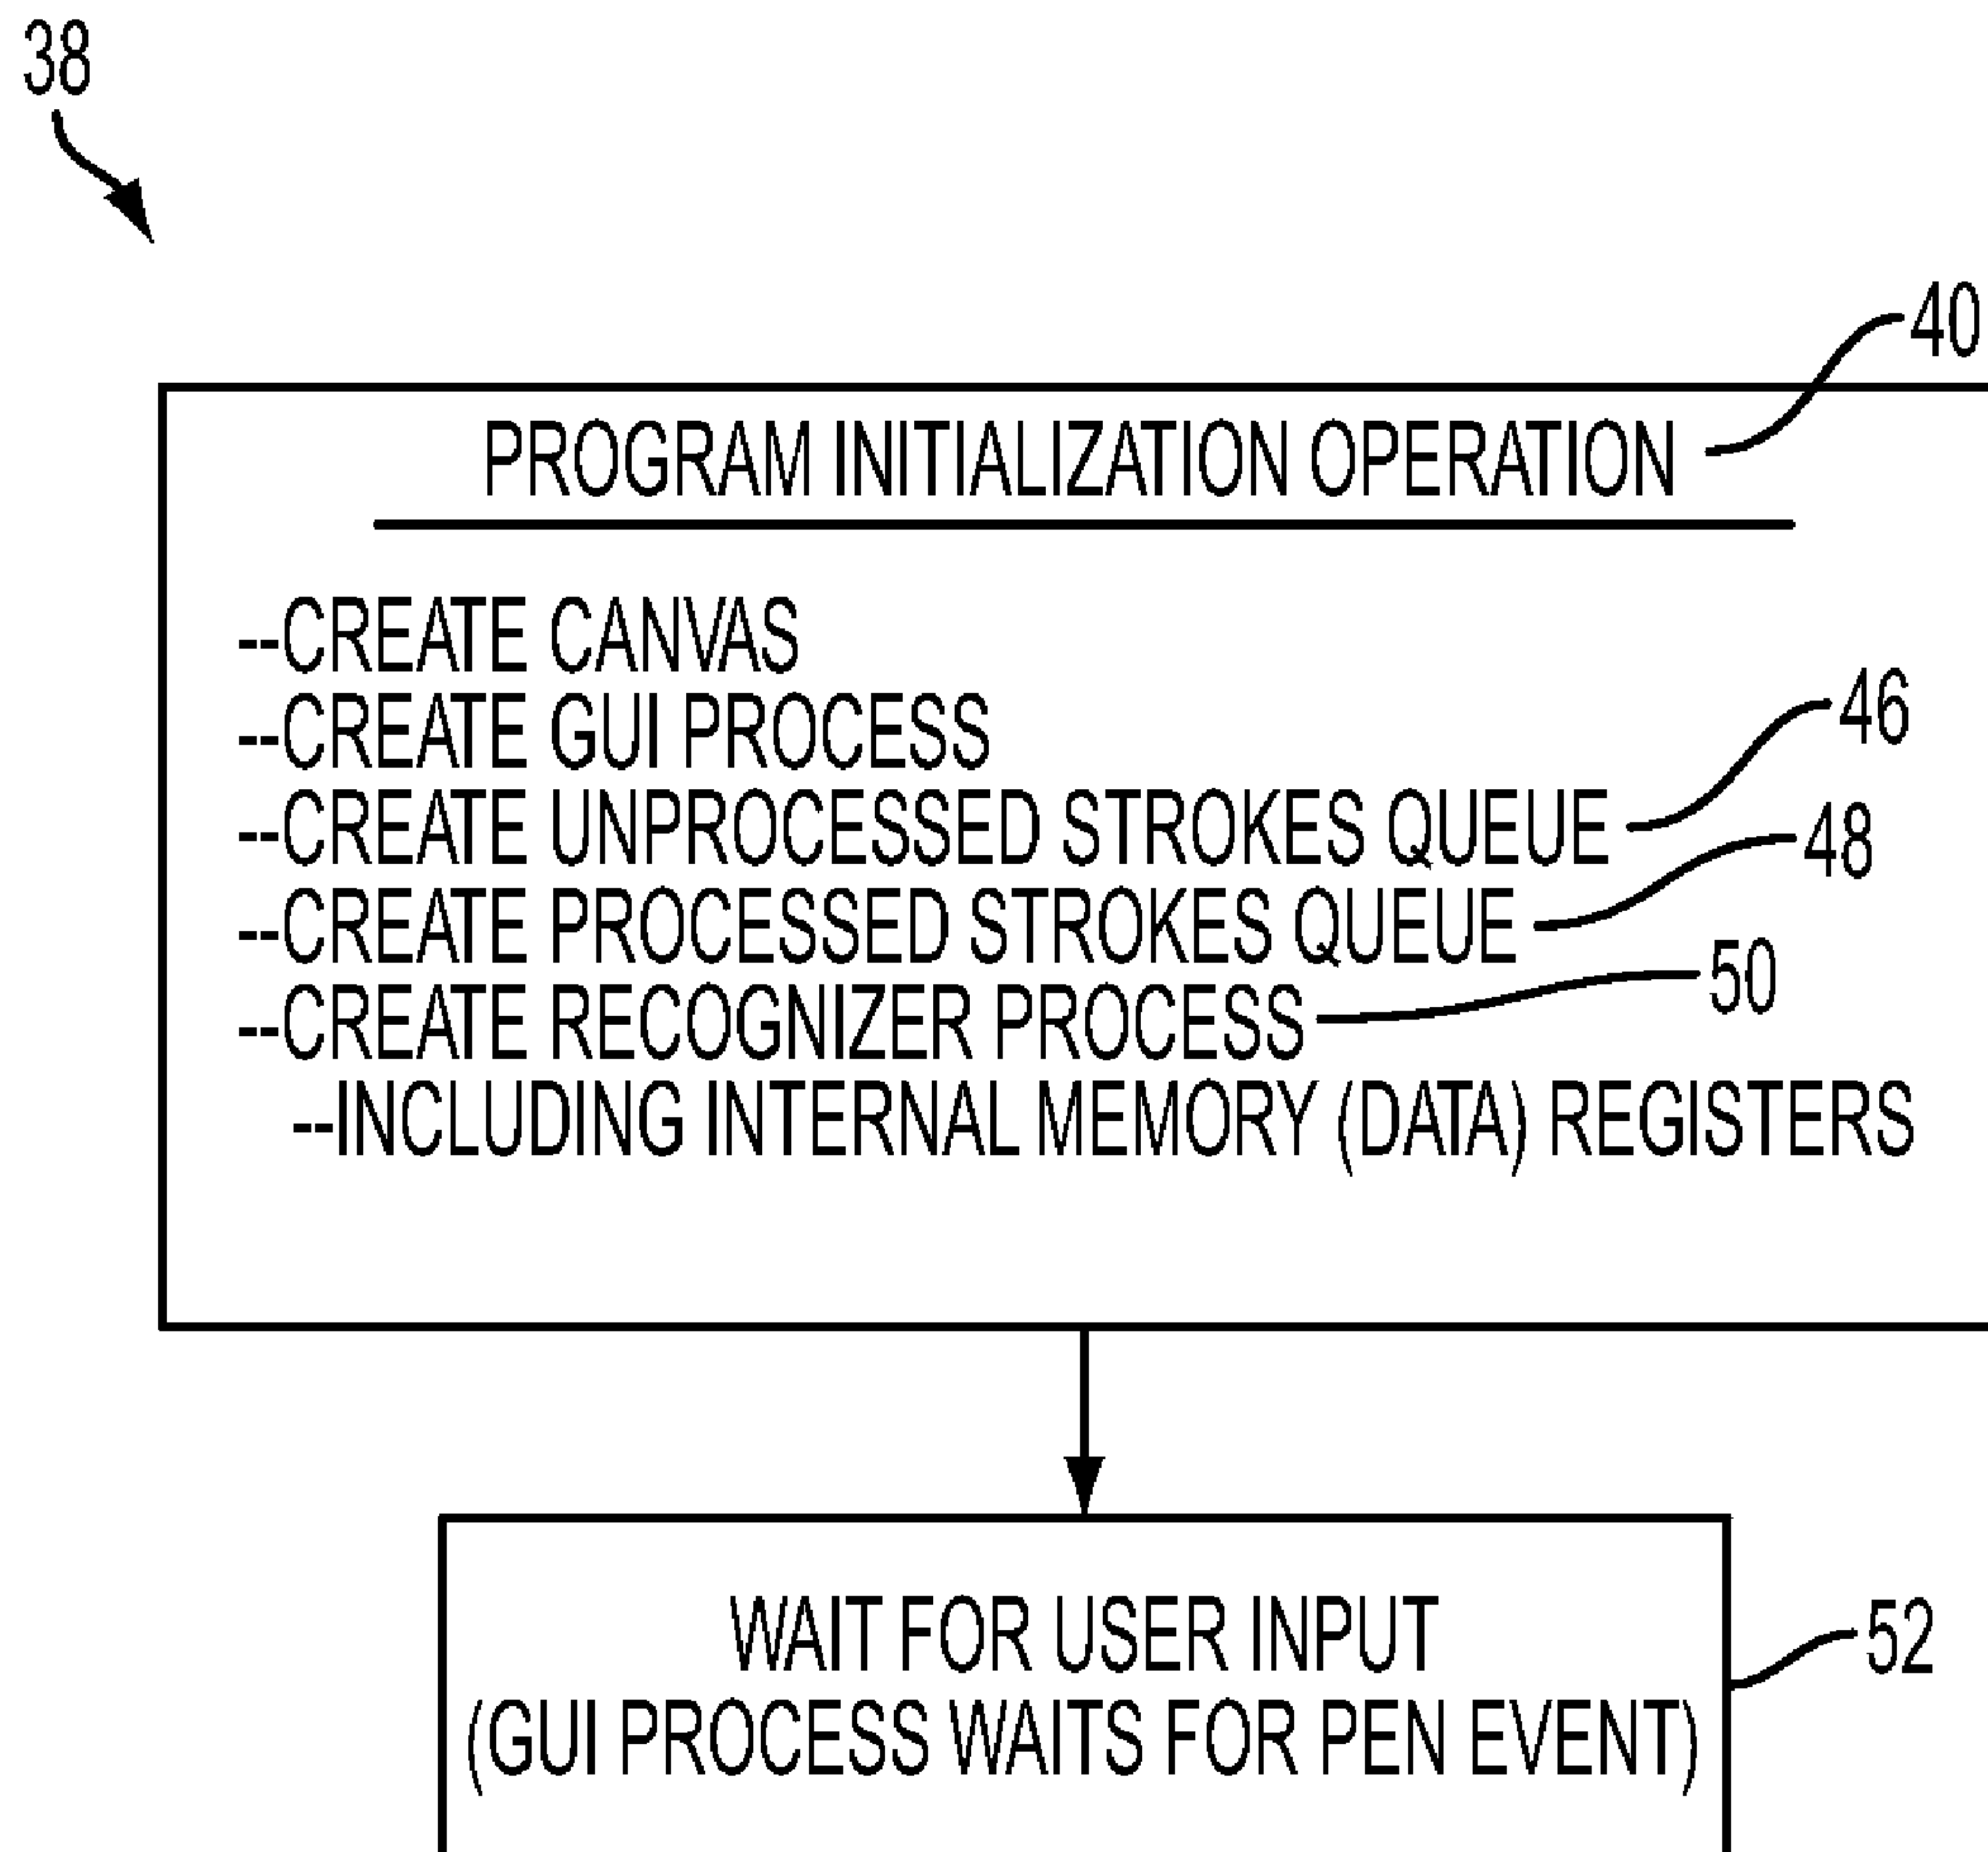 38
40
PROGRAM INITIALIZATION OPERATION
--CREATE CANVAS
--CREATE GUI PROCESS
46
--CREATE UNPROCESSED STROKES QUEUE
48
--CREATE PROCESSED STROKES QUEUE
50
--CREATE RECOGNIZER PROCESS
--INCLUDING INTERNAL MEMORY (DATA) REGISTERS
WAIT FOR USER INPUT
52
(GUI PROCESS WAITS FOR PEN EVENT)